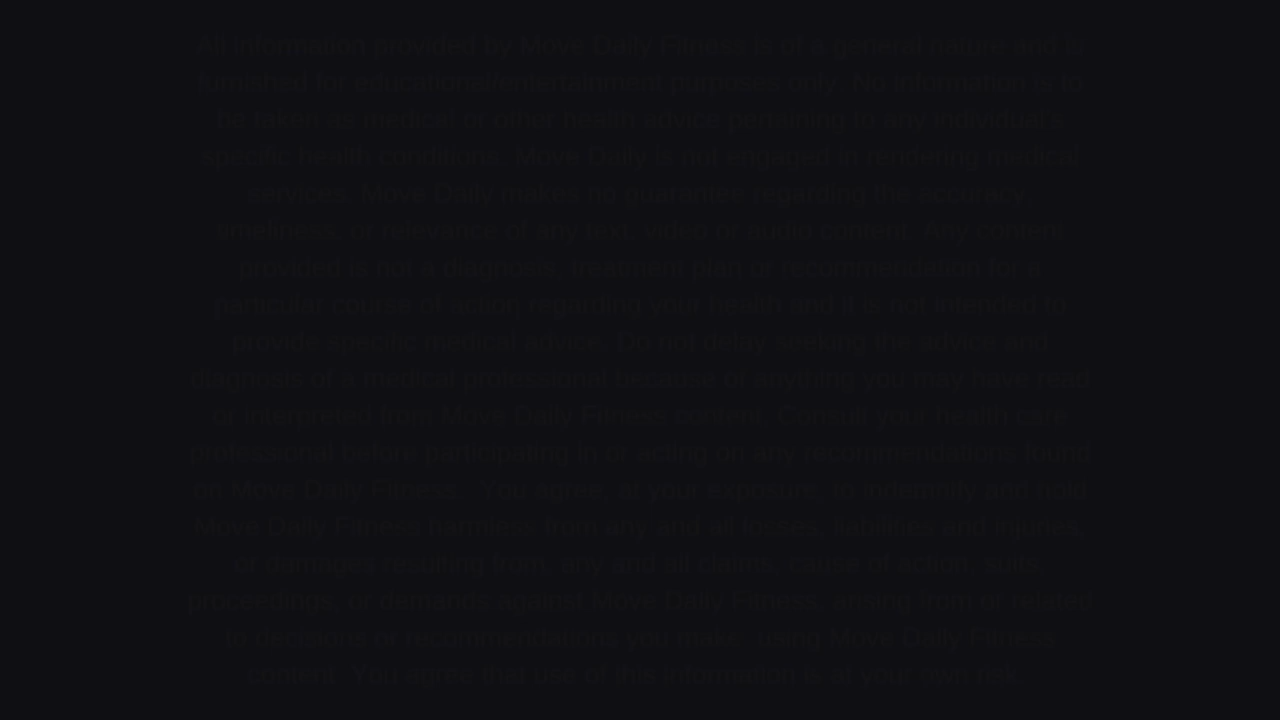 All information provided by Move Daily Fitness is of a general nature and is
furnished for educational/entertainment purposes only. No information is to
be taken as medical or other health advice pertaining to any individual's
specific health conditions. Move Daily is not engaged in rendering medical
services. Move Daily makes no guarantee regarding the accuracy,
timeliness, or relevance of any text, video or audio content. Any content
provided is not a diagnosis, treatment plan or recommendation for a
particular course of action regarding your health and it is not intended to
provide specific medical advice. Do not delay seeking the advice and
diagnosis of a medical professional because of anything you may have read
or interpreted from Move Daily Fitness content. Consult your health care
professional before participating in or acting on any recommendations found
on Move Daily Fitness. You agree, at your exposure, to indemnify and hold
Move Daily Fitness harmless from any and all losses, liabilities and injuries,
or damages resulting from, any and all claims, cause of action, suits,
proceedings, or demands against Move Daily Fitness, arising from or related
to decisions or recommendations you make using Move Daily Fitness
content. You agree that use of this information is at your own risk.